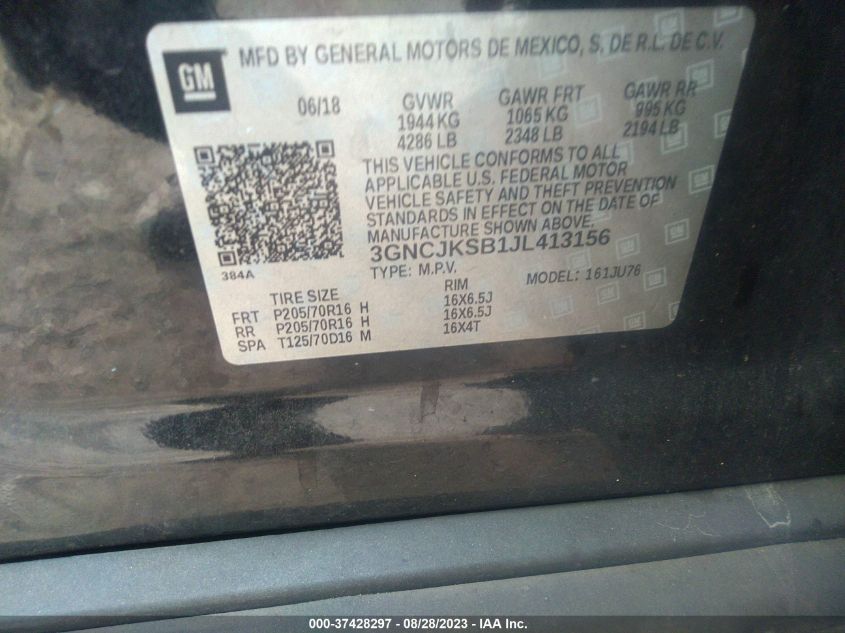 GM
MFD BY GENERAL MOTORS DE MEXICO, S. DE R.L. DE C.V.
06/18
GVWR
1944 KG
4286 LB
GAWR FRT
1065 KG
2348 LB
GAWR RR
995 KG
2194 LB
THIS VEHICLE CONFORMS TO ALL
APPLICABLE U.S. FEDERAL MOTOR
VEHICLE SAFETY AND THEFT PREVENTION
STANDARDS IN EFFECT ON THE DATE OF
MANUFACTURE SHOWN ABOVE.
3GNCJKSB1JL413156
384A
TYPE: M.P.V.
MODEL: 161JU76
TIRE SIZE
RIM
FRT P205/70R16 H 16X6.5J
RR P205/70R16 H 16X6.5J
SPA T125/70D16 M 16X4T
000-37428297 - 08/28/2023 - IAA Inc.